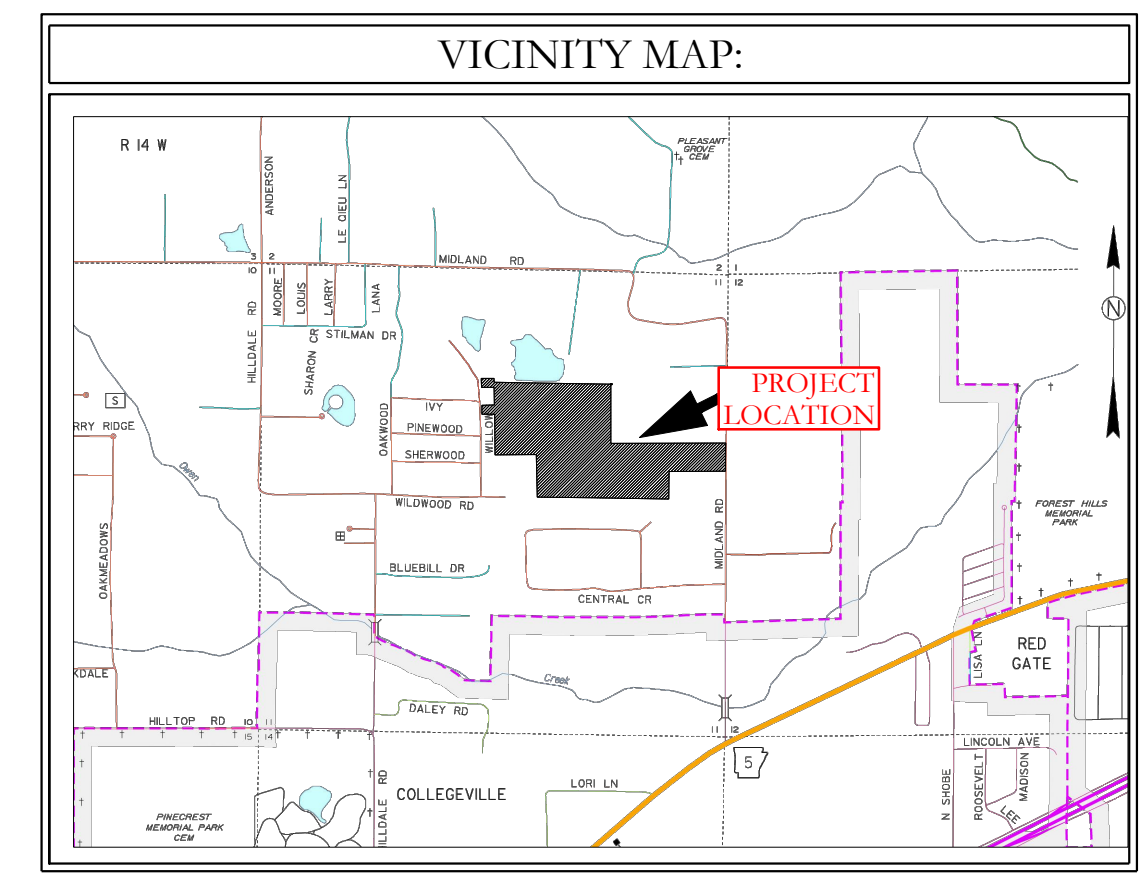 VICINITY MAP:
R 14 W
ANDERSON
LE CIEU LN
PLEASANT
GROVE
CEM
3 2
10 11
MIDLAND RD
2 1
11 12
HILLDALE RD
MOORE
LOUIS
LARRY
LANA
STILMAN DR
SHARON CR
N
S
RRY RIDGE
OAKWOOD
IVY
PINEWOOD
SHERWOOD
WILLOW
PROJECT
LOCATION
Owen
WILDWOOD RD
MIDLAND RD
FOREST HILLS
MEMORIAL
PARK
OAKMEADOWS
BLUEBILL DR
CENTRAL CR
LISA LN
RED
GATE
KDALE
Creek
DALEY RD
HILLTOP RD
10 11
15 14
11 12
5
LINCOLN AVE
LORI LN
COLLEGEVILLE
ILLDALE RD
N SHOBE
ROOSEVELT
MADISON
LEE
PINECREST
MEMORIAL PARK
CEM